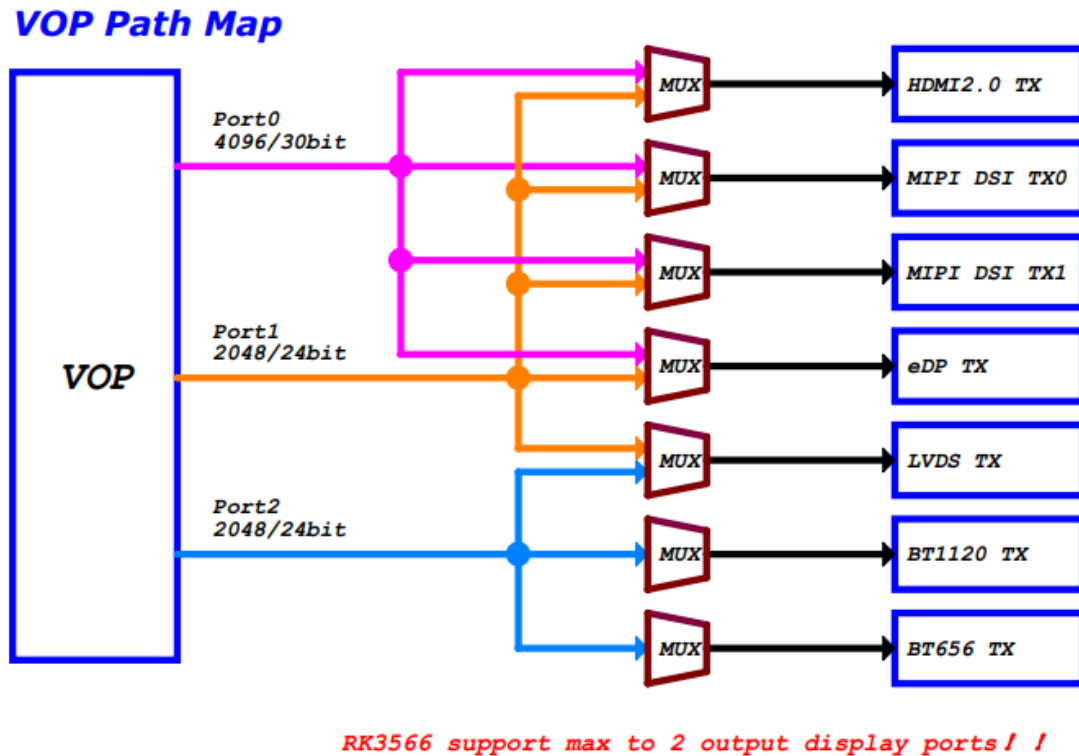 VOP Path Map
Port0
4096/30bit
MUX
HDMI2.0 TX
MUX
MIPI DSI TX0
MUX
MIPI DSI TX1
Port1
2048/24bit
VOP
MUX
eDP TX
MUX
LVDS TX
Port2
2048/24bit
MUX
BT1120 TX
MUX
BT656 TX
RK3566 support max to 2 output display ports！！